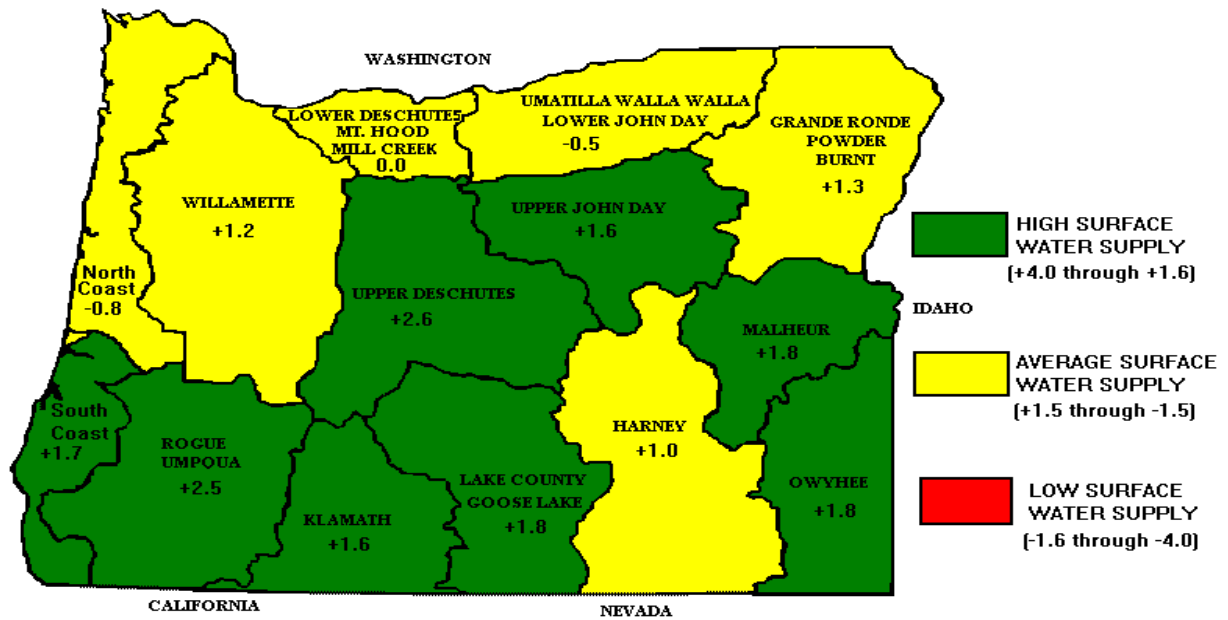 WASHINGTON
LOWER DESCHUTES
MT. HOOD
MILL CREEK
0.0
UMATILLA WALLA WALLA
LOWER JOHN DAY
-0.5
GRANDE RONDE
POWDER
BURNT
+1.3
WILLAMETTE
+1.2
UPPER JOHN DAY
+1.6
North
Coast
-0.8
UPPER DESCHUTES
+2.6
MALHEUR
+1.8
IDAHO
South
Coast
+1.7
ROGUE
UMPQUA
+2.5
KLAMATH
+1.6
LAKE COUNTY
GOOSE LAKE
+1.8
HARNEY
+1.0
OWYHEE
+1.8
CALIFORNIA
NEVADA
HIGH SURFACE
WATER SUPPLY
(+4.0 through +1.6)
AVERAGE SURFACE
WATER SUPPLY
(+1.5 through -1.5)
LOW SURFACE
WATER SUPPLY
(-1.6 through -4.0)